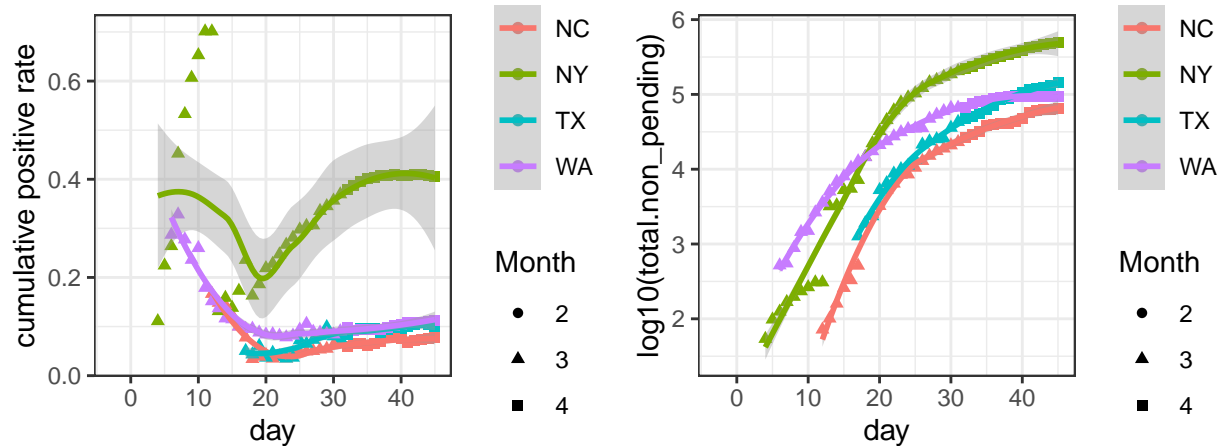 cumulative positive rate
0.6
0.4
0.2
0.0
0
10
20
30
40
day
NC
NY
TX
WA
Month
2
3
4
log10(total.non_pending)
6
5
4
3
2
0
10
20
30
40
day
NC
NY
TX
WA
Month
2
3
4